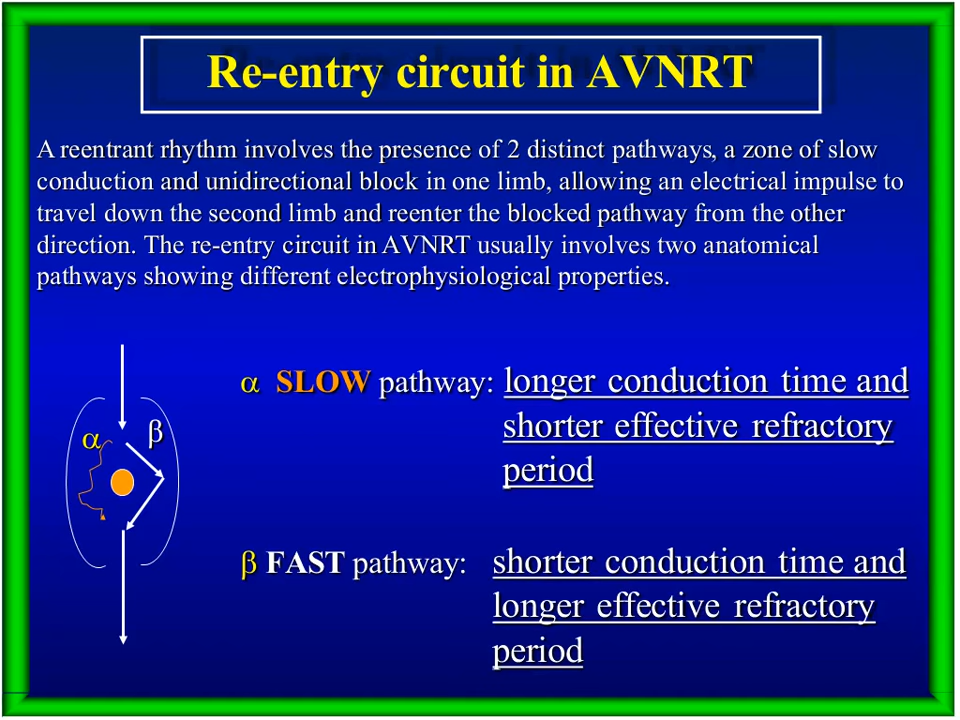 Re-entry circuit in AVNRT
A reentrant rhythm involves the presence of 2 distinct pathways, a zone of slow
conduction and unidirectional block in one limb, allowing an electrical impulse to
travel down the second limb and reenter the blocked pathway from the other
direction. The re-entry circuit in AVNRT usually involves two anatomical
pathways showing different electrophysiological properties.
α β
α SLOW pathway: longer conduction time and
shorter effective refractory
period
β FAST pathway: shorter conduction time and
longer effective refractory
period